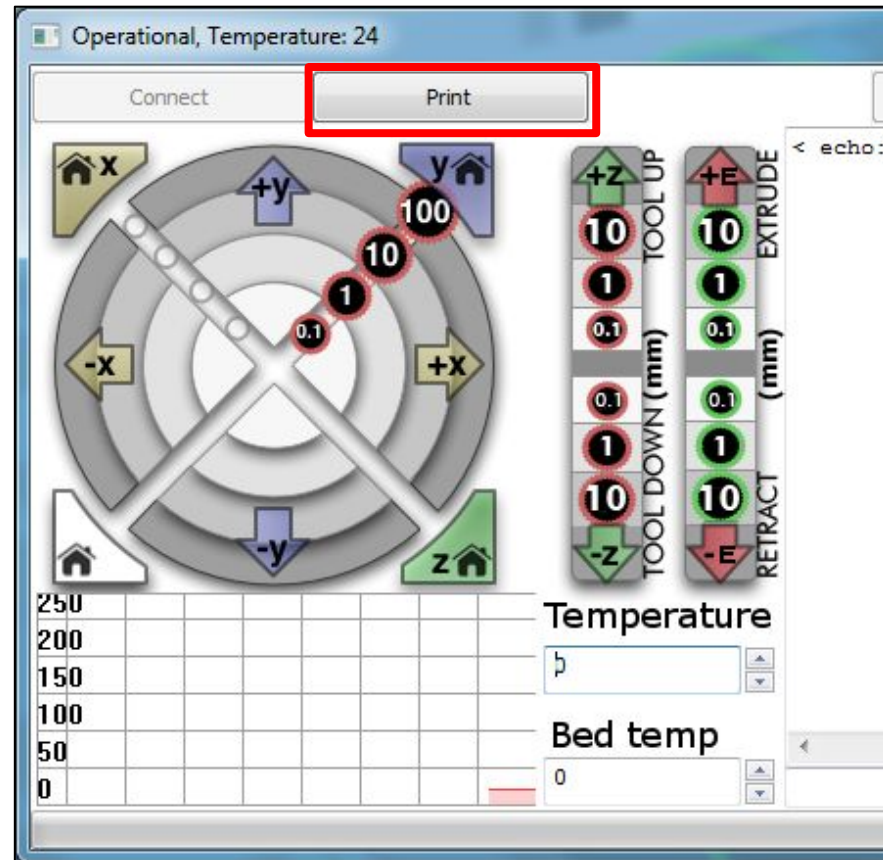 Operational, Temperature: 24
Connect
Print
< echo:
x
+y
y
100
10
1
0.1
-x
+x
-y
z
+Z
10
1
0.1
0.1
1
10
-Z
TOOL UP
TOOL DOWN (mm)
+E
10
1
0.1
0.1
1
10
-E
EXTRUDE
(mm)
RETRACT
250
200
150
100
50
0
Temperature
0
Bed temp
0